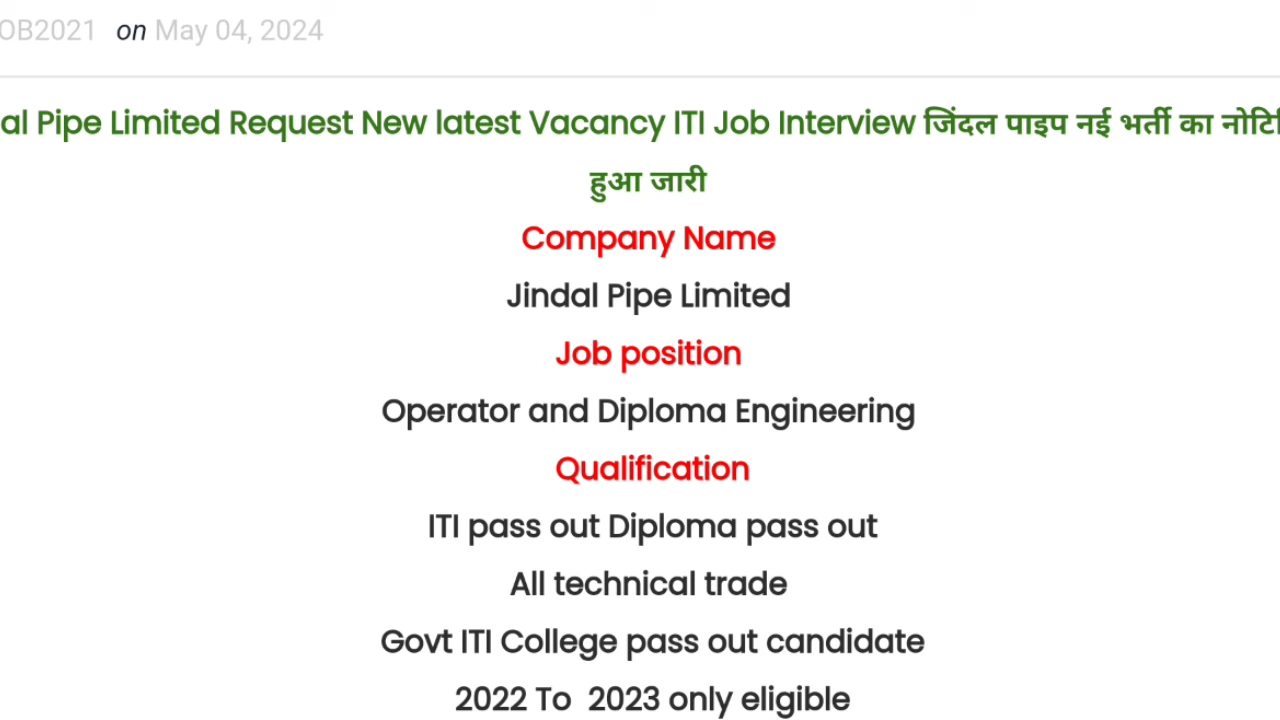 OB2021 on May 04, 2024
al Pipe Limited Request New latest Vacancy ITI Job Interview जिंदल पाइप नई भर्ती का
हुआ जारी
Company Name
Jindal Pipe Limited
Job position
Operator and Diploma Engineering
Qualification
ITI pass out Diploma pass out
All technical trade
Govt ITI College pass out candidate
2022 To 2023 only eligible